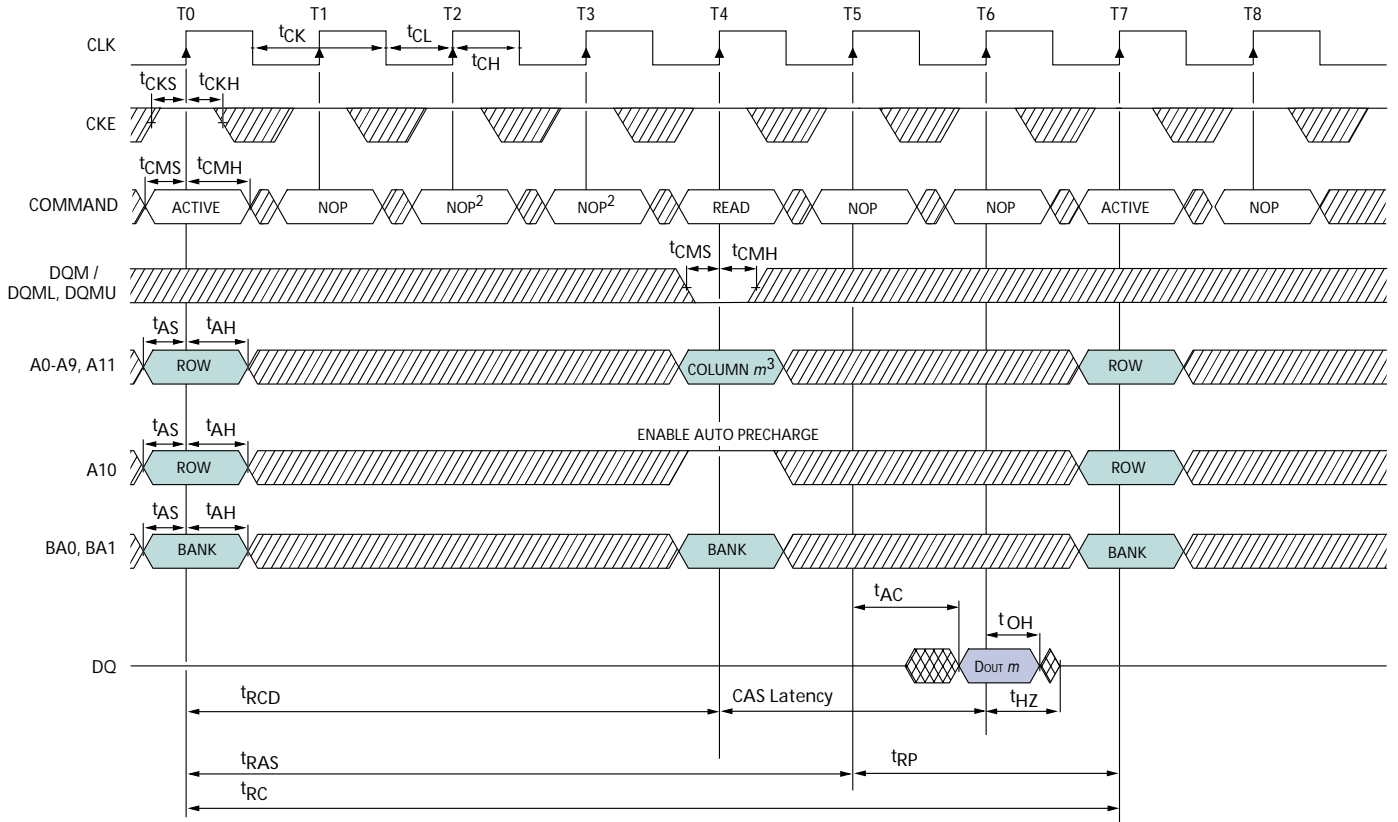 T0 T1 T2 T3 T4 T5 T6 T7 T8
CLK
tCK tCL tCH
tCKS tCKH
CKE
tCMS tCMH
COMMAND ACTIVE NOP NOP2 NOP2 READ NOP NOP ACTIVE NOP
tCMS tCMH
DQM /
DQML, DQMU
tAS tAH
A0-A9, A11 ROW COLUMN m3 ROW
tAS tAH
ENABLE AUTO PRECHARGE
A10 ROW ROW
tAS tAH
BA0, BA1 BANK BANK BANK
tAC
tOH
DQ DOUT m
tRCD CAS Latency tHZ
tRAS tRP
tRC